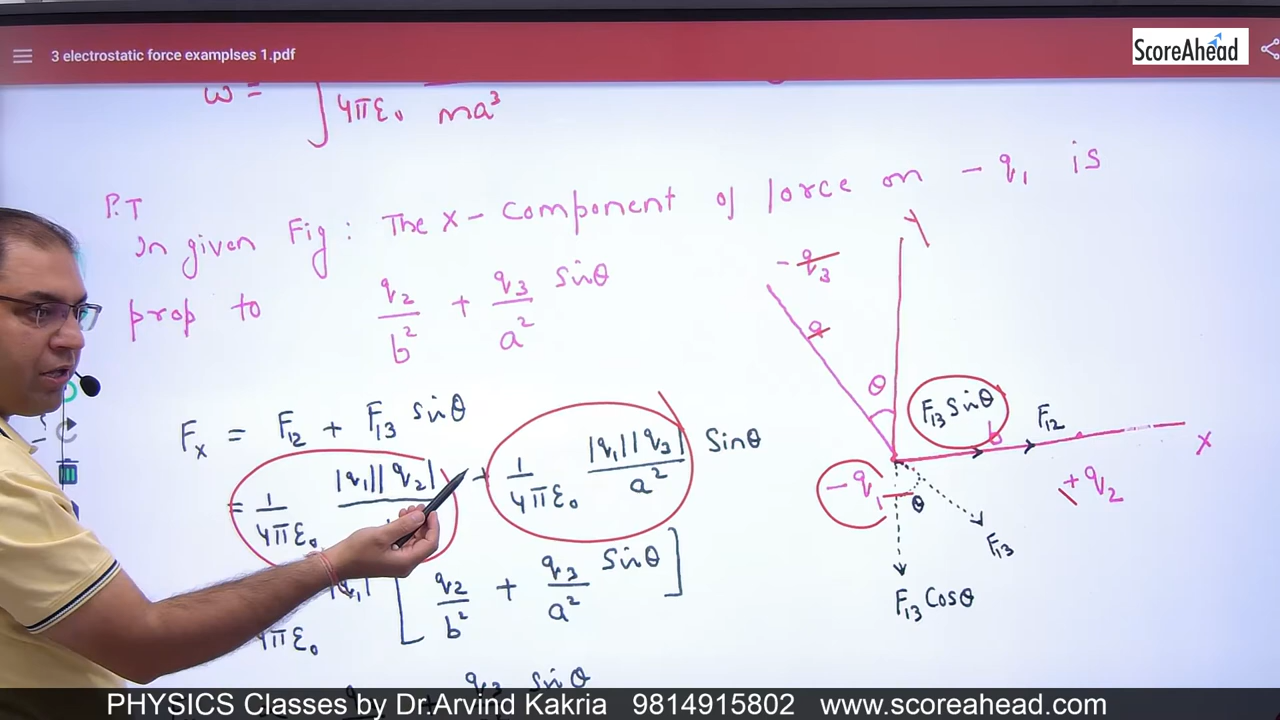 3 electrostatic force examplses 1.pdf
ScoreAhead
ω = ∫ 4πε₀ ma³
P.T
In given Fig : The x - component of force on - q₁ is
prop to q₂/b² + q₃/a² sinθ
Fx = F₁₂ + F₁₃ sinθ
= 1/4πε₀ |q₁||q₂| + 1/4πε₀ |q₁||q₃|/a² Sinθ
4πε₀ |q₁| [ q₂/b² + q₃/a² Sinθ ]
q₃ sinθ
Y
- q₃
a
θ
F₁₃ Sinθ
F₁₂
b
X
- q₁
θ
+ q₂
F₁₃
F₁₃ Cosθ
PHYSICS Classes by Dr.Arvind Kakria 9814915802 www.scoreahead.com